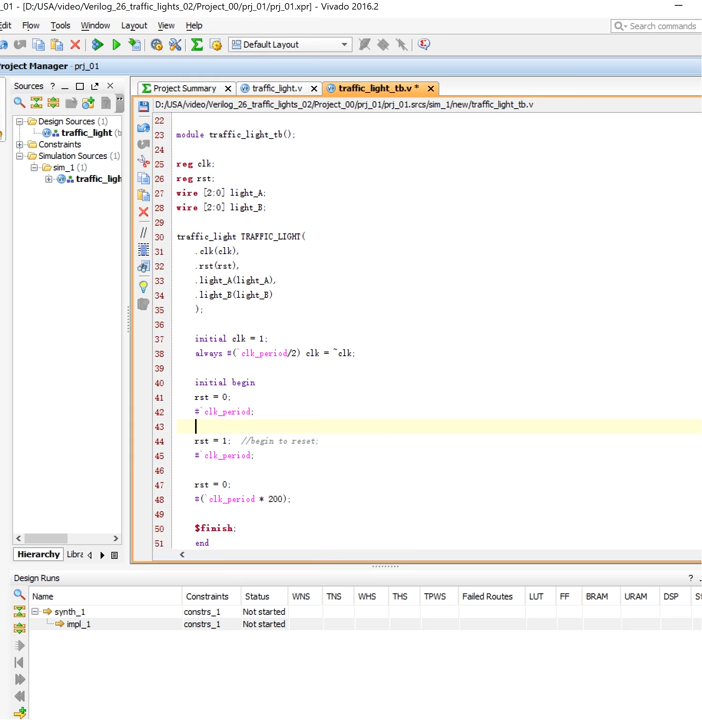 _01 - [D:/USA/video/Verilog_26_traffic_lights_02/Project_00/prj_01/prj_01.xpr] - Vivado 2016.2
Edit Flow Tools Window Layout View Help
Search commands
Default Layout
Project Manager - prj_01
Sources ?
Project Summary traffic_light.v traffic_light_tb.v *
D:/USA/video/Verilog_26_traffic_lights_02/Project_00/prj_01/prj_01.srcs/sim_1/new/traffic_light_tb.v
Design Sources (1)
traffic_light (t
Constraints
Simulation Sources (1)
sim_1 (1)
traffic_ligh
22
23 module traffic_light_tb();
24
25 reg clk;
26 reg rst;
27 wire [2:0] light_A;
28 wire [2:0] light_B;
29
30 traffic_light TRAFFIC_LIGHT(
31 .clk(clk),
32 .rst(rst),
33 .light_A(light_A),
34 .light_B(light_B)
35 );
36
37 initial clk = 1;
38 always #(`clk_period/2) clk = ~clk;
39
40 initial begin
41 rst = 0;
42 #`clk_period;
43
44 rst = 1; //begin to reset;
45 #`clk_period;
46
47 rst = 0;
48 #(`clk_period * 200);
49
50 $finish;
51 end
Hierarchy Libra
Design Runs ?
Name Constraints Status WNS TNS WHS THS TPWS Failed Routes LUT FF BRAM URAM DSP
synth_1 constrs_1 Not started
impl_1 constrs_1 Not started